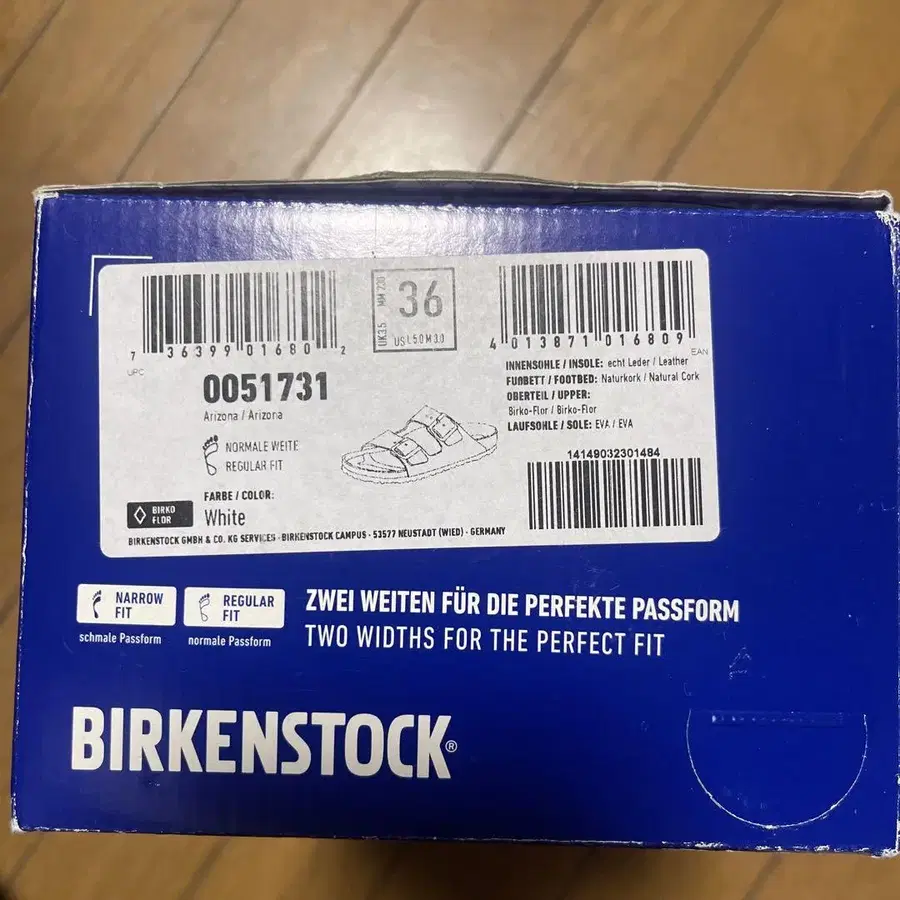 7 36399 01680 2
UPC
UK3.5
MM 230
36
US L5.0 M3.0
4 013871 016809
EAN
0051731
Arizona / Arizona
NORMALE WEITE
REGULAR FIT
FARBE / COLOR:
White
BIRKO
FLOR
INNENSOHLE / INSOLE: echt Leder / Leather
FUßBETT / FOOTBED: Naturkork / Natural Cork
OBERTEIL / UPPER:
Birko-Flor / Birko-Flor
LAUFSOHLE / SOLE: EVA / EVA
14149032301484
BIRKENSTOCK GMBH & CO. KG SERVICES · BIRKENSTOCK CAMPUS · 53577 NEUSTADT (WIED) · GERMANY
NARROW
FIT
schmale Passform
REGULAR
FIT
normale Passform
ZWEI WEITEN FÜR DIE PERFEKTE PASSFORM
TWO WIDTHS FOR THE PERFECT FIT
BIRKENSTOCK®